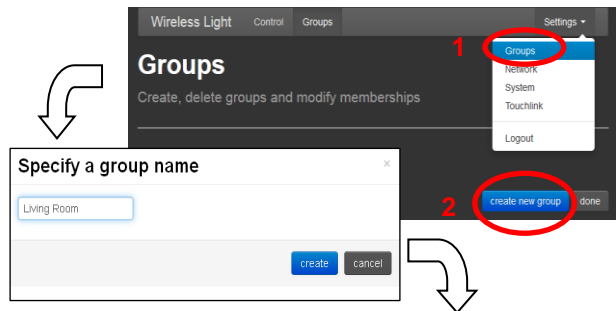 Wireless Light Control Groups Settings
1
Groups
Groups
Network
Create, delete groups and modify memberships
System
Touchlink
Logout
Specify a group name ×
Living Room
2 create new group done
create cancel